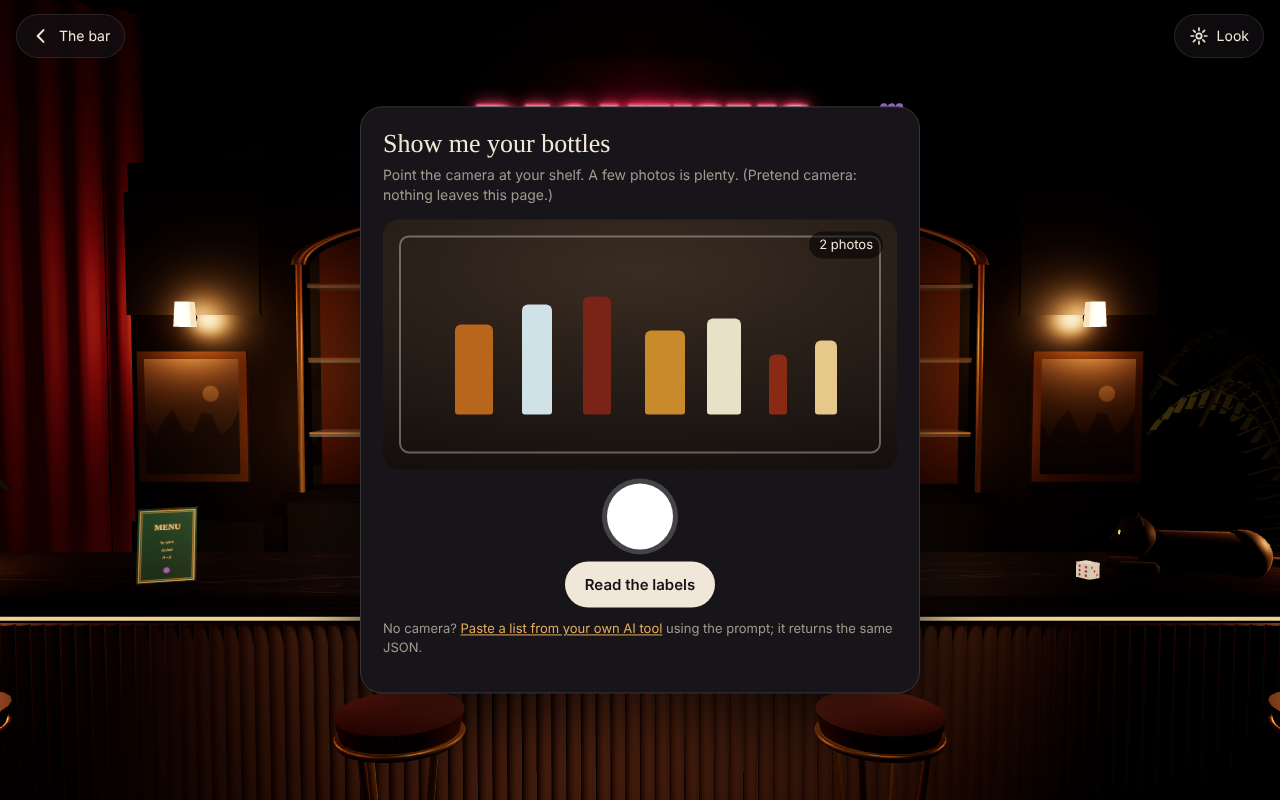 The bar
Look
Show me your bottles
Point the camera at your shelf. A few photos is plenty. (Pretend camera:
nothing leaves this page.)
2 photos
MENU
Read the labels
No camera? Paste a list from your own AI tool using the prompt; it returns the same
JSON.